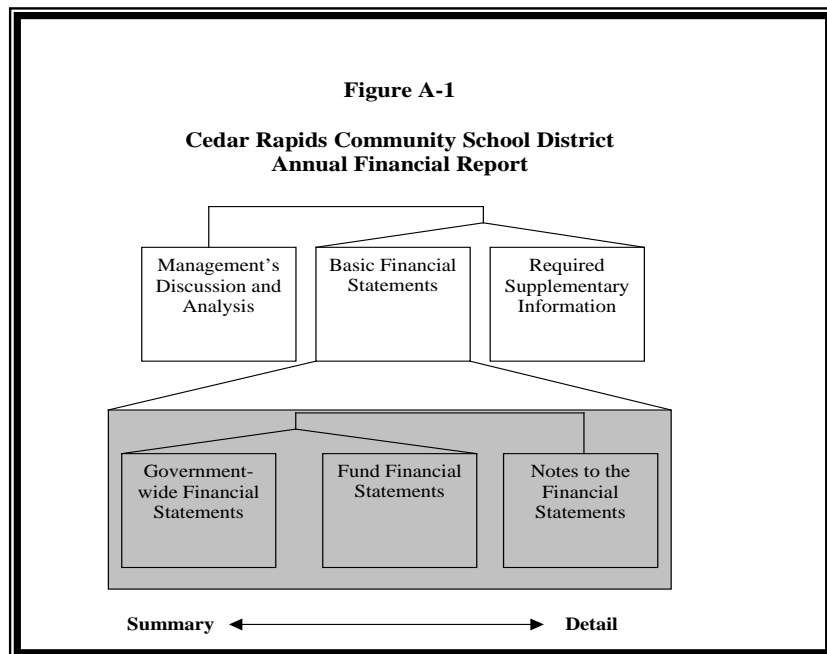 Figure A-1
Cedar Rapids Community School District
Annual Financial Report
Management's
Discussion and
Analysis
Basic Financial
Statements
Required
Supplementary
Information
Government-
wide Financial
Statements
Fund Financial
Statements
Notes to the
Financial
Statements
Summary
Detail